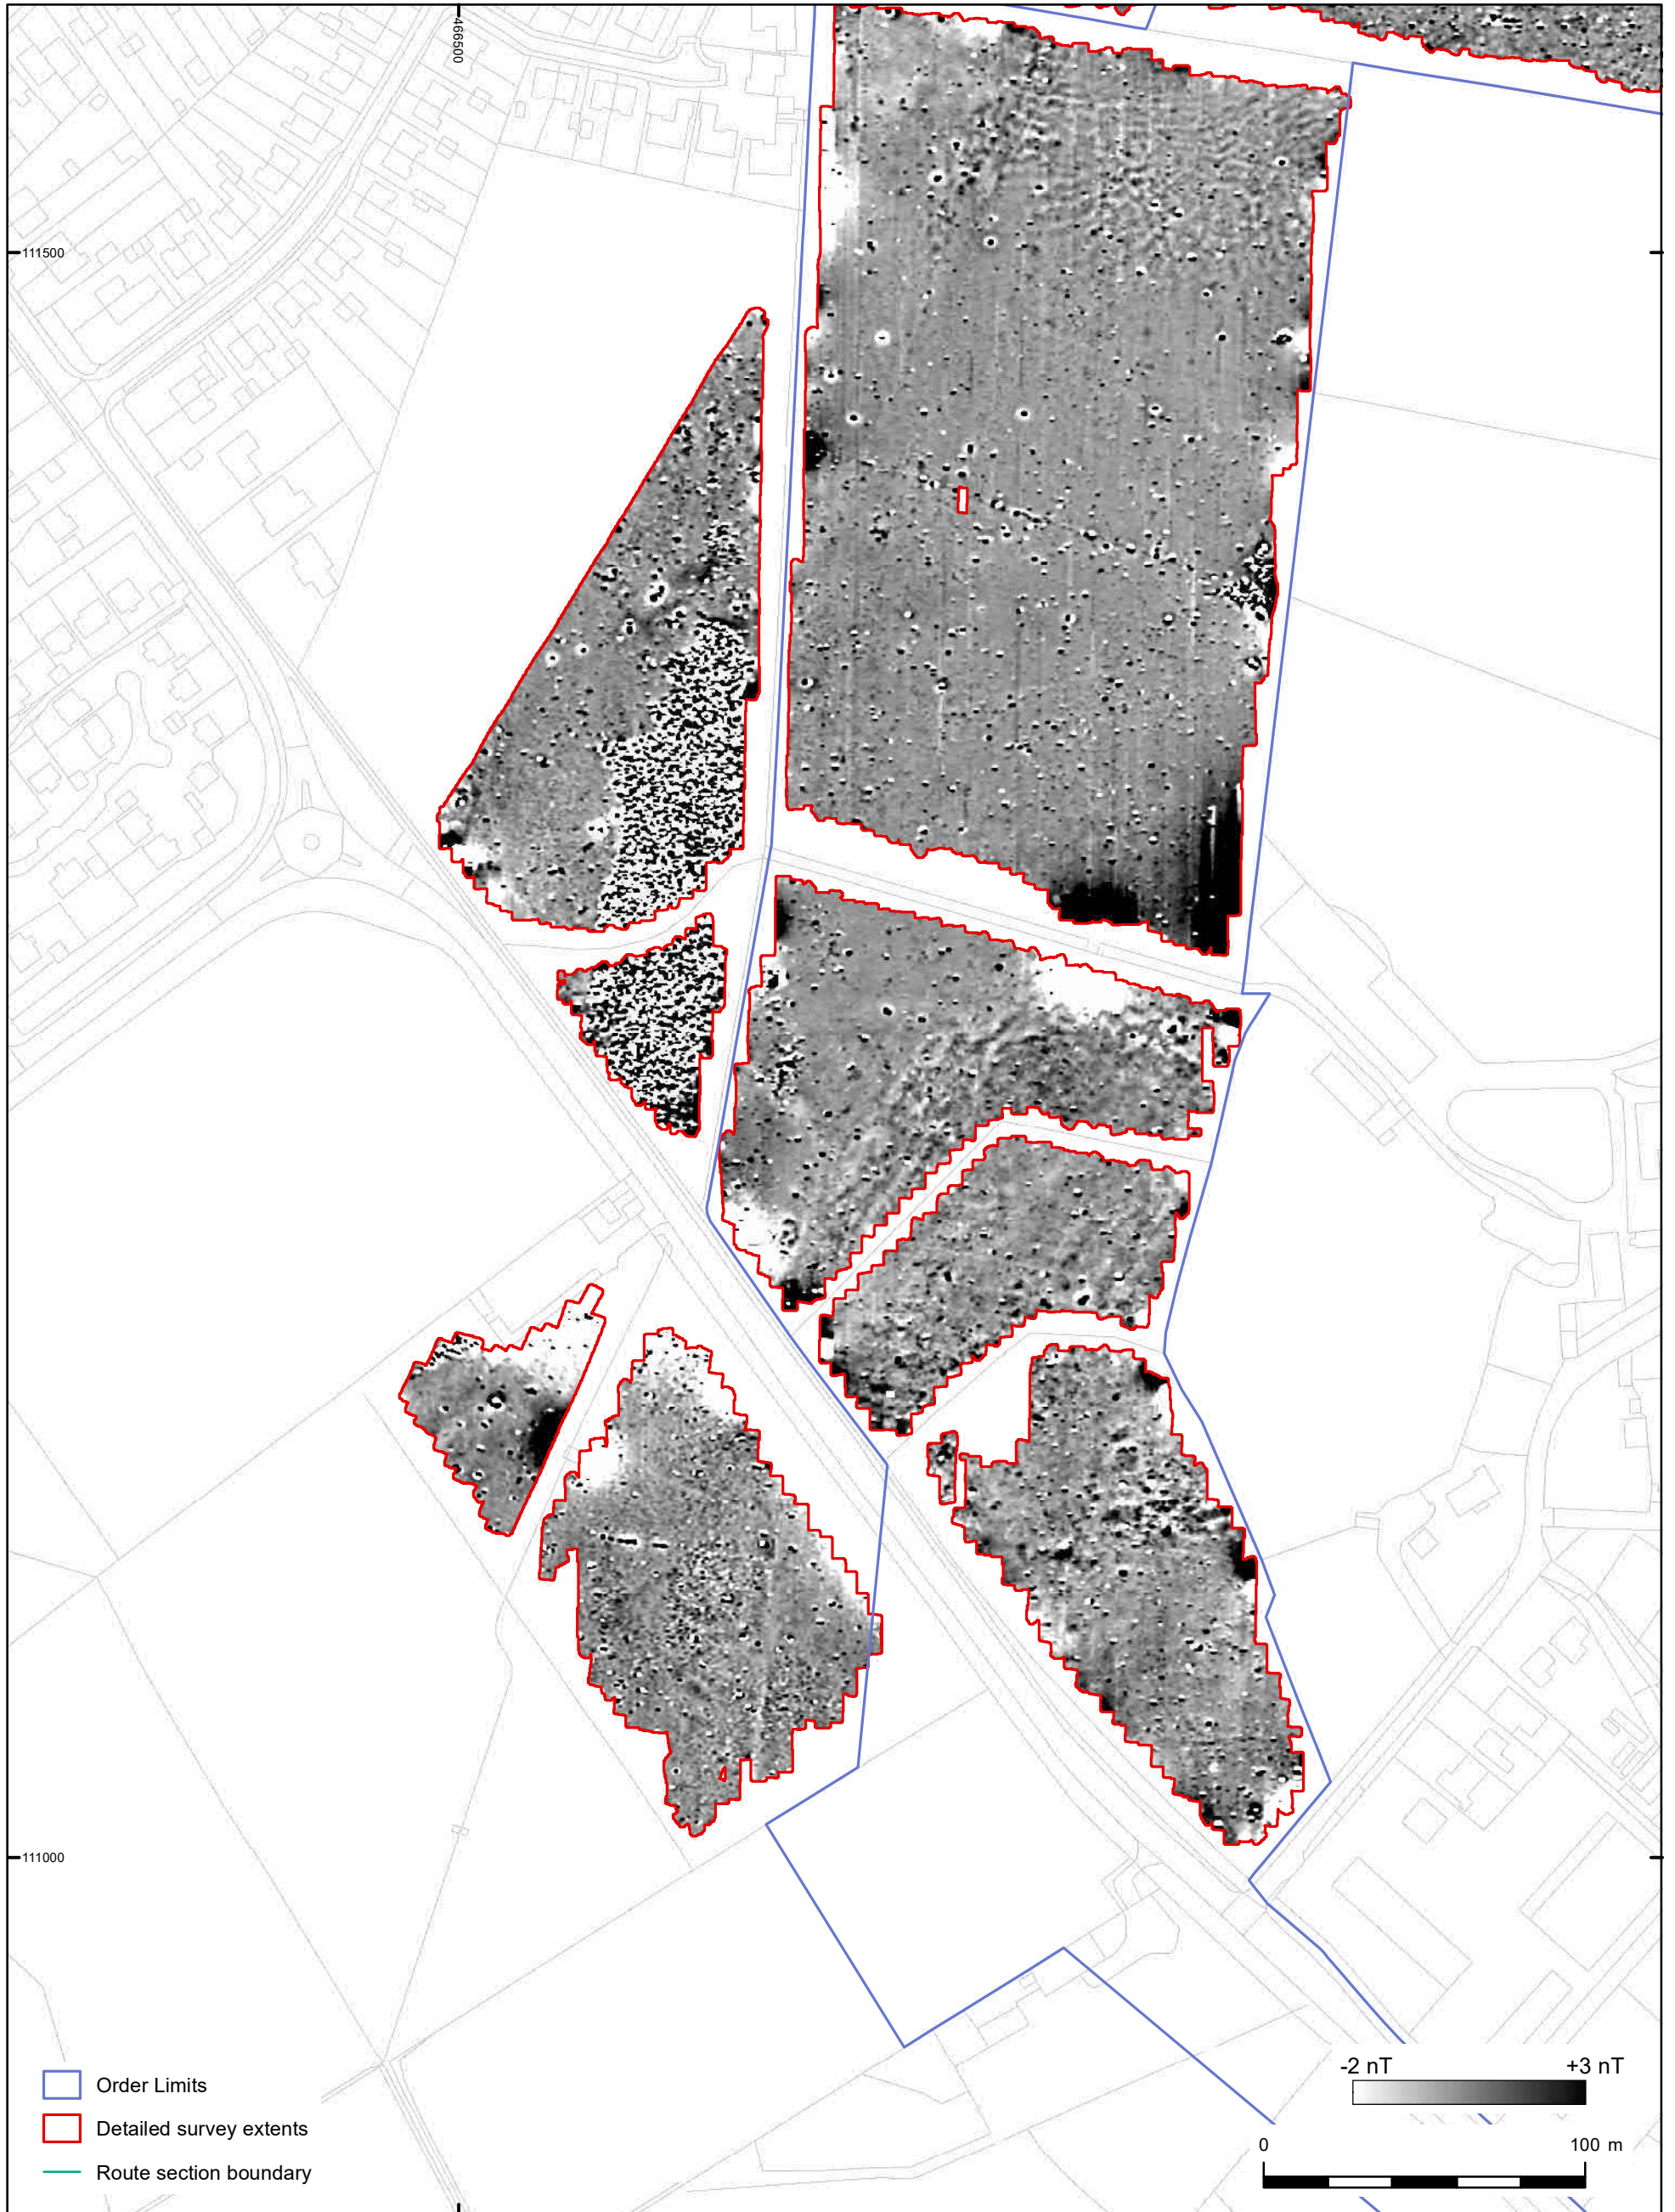 466500
111500
111000
-2 nT +3 nT
Order Limits
Detailed survey extents
0 100 m
Route section boundary